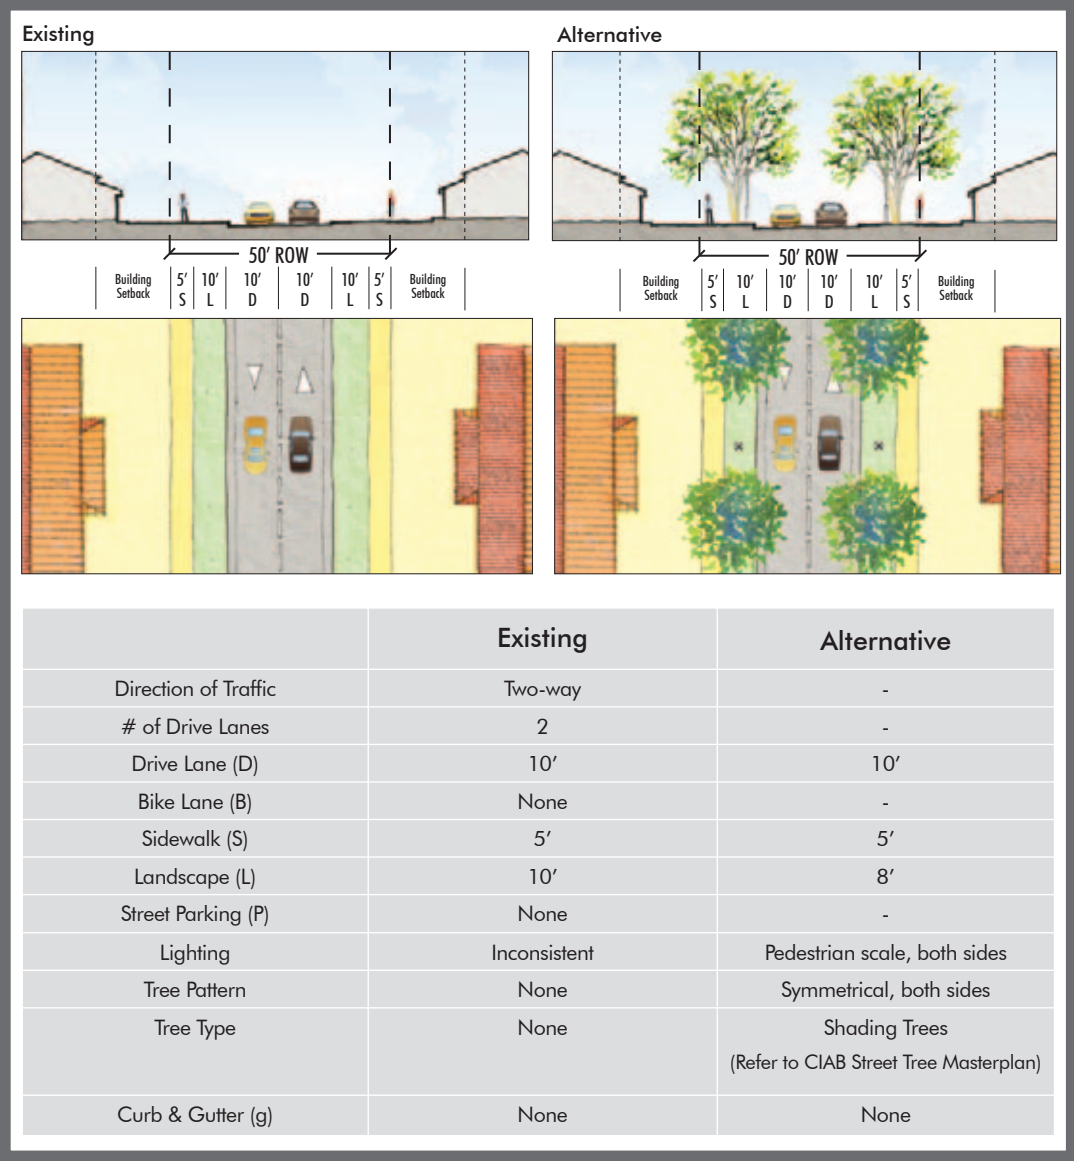 Existing
Alternative
50’ ROW
50’ ROW
Building Setback 5’ S 10’ L 10’ D 10’ D 10’ L 5’ S Building Setback
Building Setback 5’ S 10’ L 10’ D 10’ D 10’ L 5’ S Building Setback
Existing Alternative
Direction of Traffic Two-way -
# of Drive Lanes 2 -
Drive Lane (D) 10’ 10’
Bike Lane (B) None -
Sidewalk (S) 5’ 5’
Landscape (L) 10’ 8’
Street Parking (P) None -
Lighting Inconsistent Pedestrian scale, both sides
Tree Pattern None Symmetrical, both sides
Tree Type None Shading Trees
(Refer to CIAB Street Tree Masterplan)
Curb & Gutter (g) None None